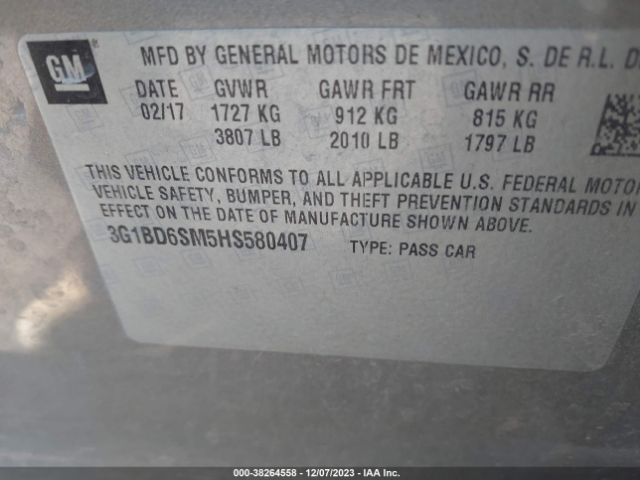 GM
MFD BY GENERAL MOTORS DE MEXICO, S. DE R.L. D
DATE GVWR GAWR FRT GAWR RR
02/17 1727 KG 912 KG 815 KG
3807 LB 2010 LB 1797 LB
THIS VEHICLE CONFORMS TO ALL APPLICABLE U.S. FEDERAL MOTO
VEHICLE SAFETY, BUMPER, AND THEFT PREVENTION STANDARDS IN
EFFECT ON THE DATE OF MANUFACTURE SHOWN ABOVE.
3G1BD6SM5HS580407 TYPE: PASS CAR
000-38264558 - 12/07/2023 - IAA Inc.